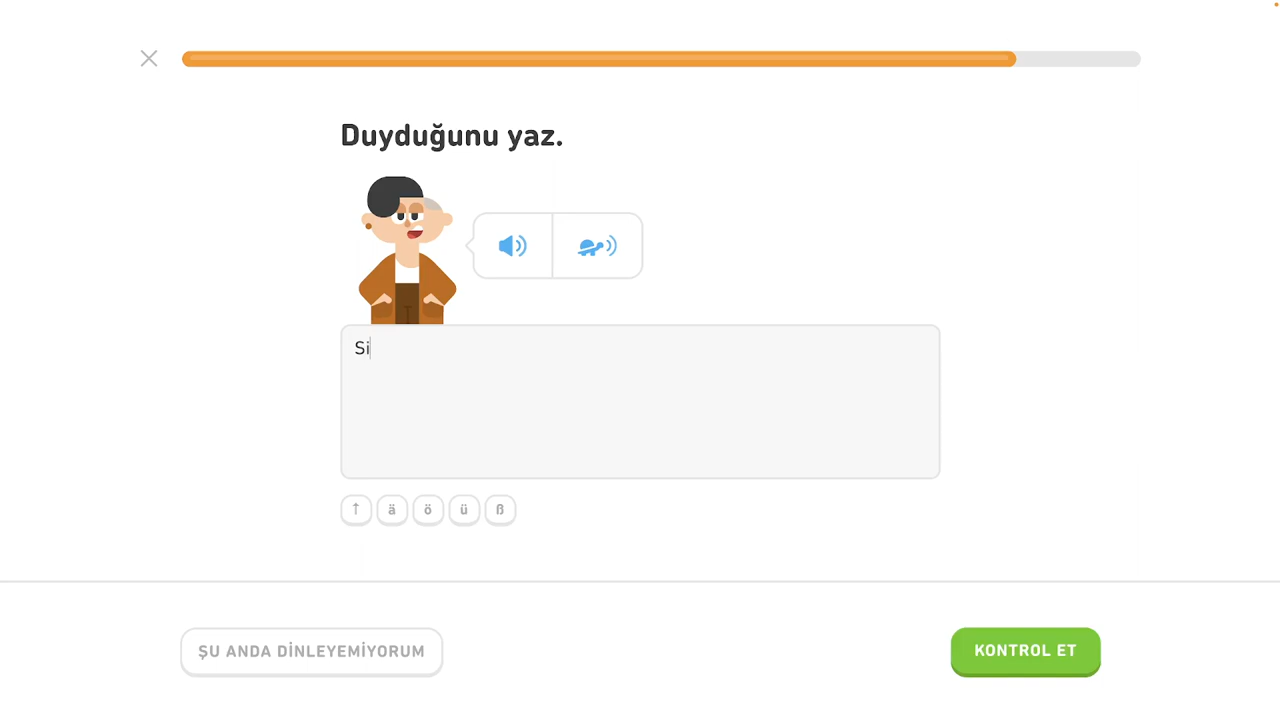 Duyduğunu yaz.
Si
↑ ä ö ü ß
ŞU ANDA DİNLEYEMİYORUM
KONTROL ET